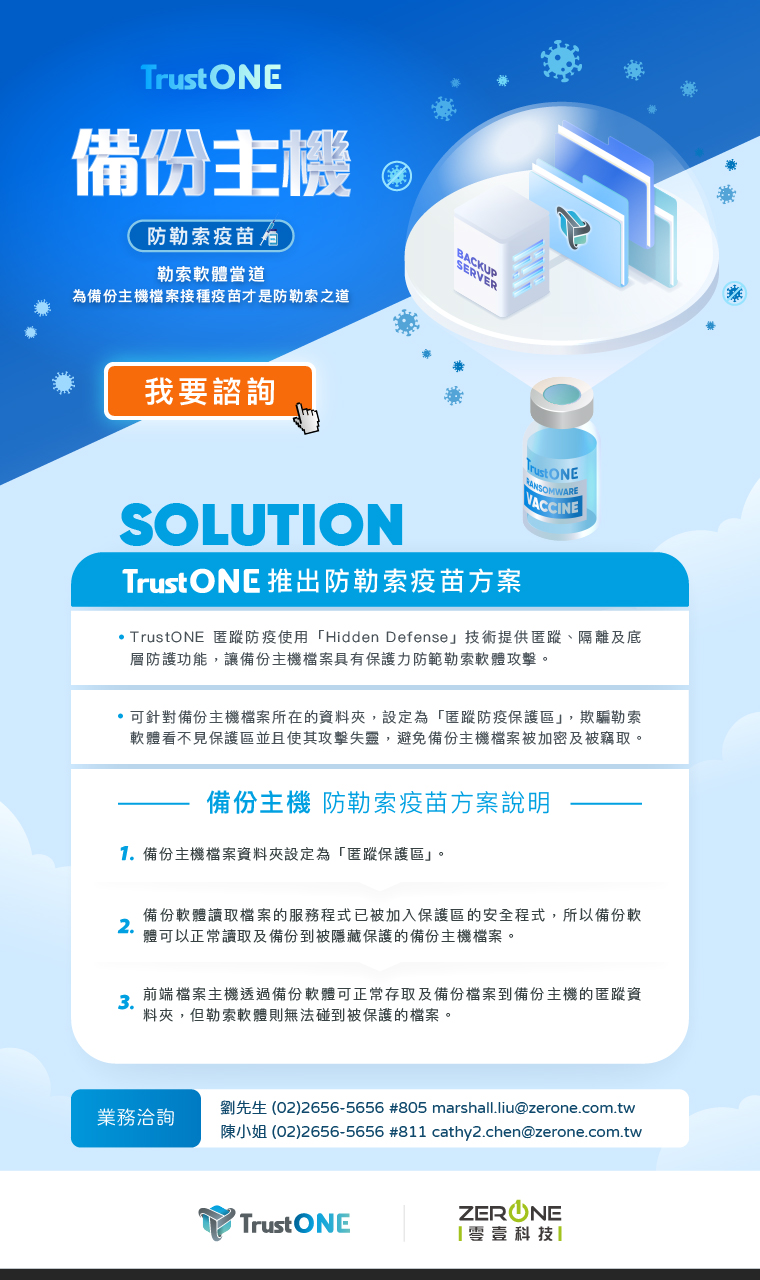 TrustONE
備份主機
防勒索疫苗
勒索軟體當道
為備份主機檔案接種疫苗才是防勒索之道
我要諮詢
BACKUP
SERVER
TrustONE
RANSOMWARE
VACCINE
SOLUTION
TrustONE 推出防勒索疫苗方案
• TrustONE 匿蹤防疫使用「Hidden Defense」技術提供匿蹤、隔離及底
層防護功能，讓備份主機檔案具有保護力防範勒索軟體攻擊。
• 可針對備份主機檔案所在的資料夾，設定為「匿蹤防疫保護區」，欺騙勒索
軟體看不見保護區並且使其攻擊失靈，避免備份主機檔案被加密及被竊取。
備份主機 防勒索疫苗方案說明
1. 備份主機檔案資料夾設定為「匿蹤保護區」。
2. 備份軟體讀取檔案的服務程式已被加入保護區的安全程式，所以備份軟
體可以正常讀取及備份到被隱藏保護的備份主機檔案。
3. 前端檔案主機透過備份軟體可正常存取及備份檔案到備份主機的匿蹤資
料夾，但勒索軟體則無法碰到被保護的檔案。
業務洽詢
劉先生 (02)2656-5656 #805 marshall.liu@zerone.com.tw
陳小姐 (02)2656-5656 #811 cathy2.chen@zerone.com.tw
TrustONE
ZERONE
零壹科技